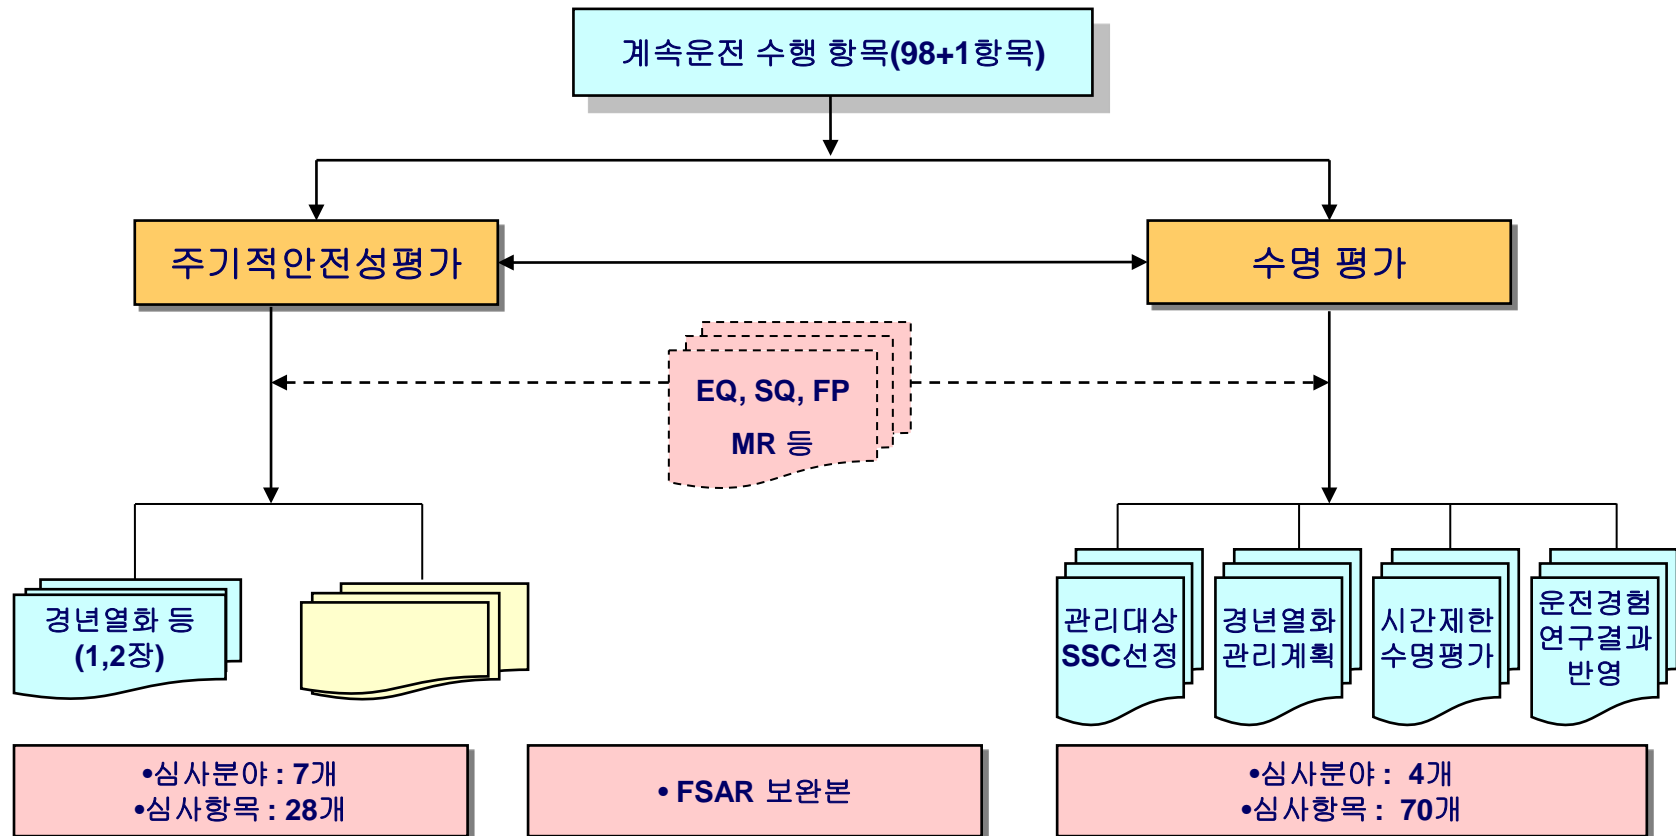 계속운전 수행 항목(98+1항목)
주기적안전성평가
수명 평가
EQ, SQ, FP
MR 등
경년열화 등
(1,2장)
관리대상
SSC선정
경년열화
관리계획
시간제한
수명평가
운전경험
연구결과
반영
•심사분야 : 7개
•심사항목 : 28개
• FSAR 보완본
•심사분야 : 4개
•심사항목 : 70개